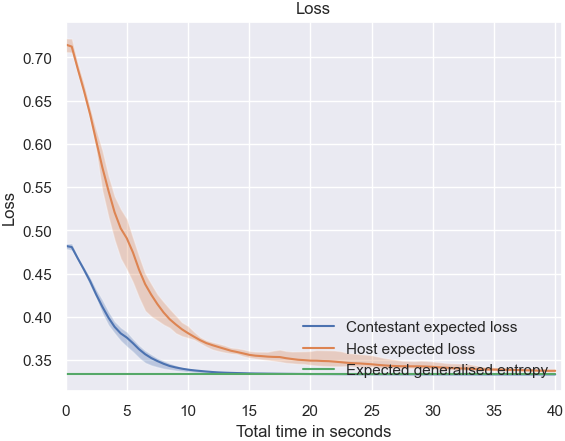 Loss
0.70
0.65
0.60
0.55
0.50
0.45
0.40
0.35
Loss
Contestant expected loss
Host expected loss
Expected generalised entropy
0 5 10 15 20 25 30 35 40
Total time in seconds